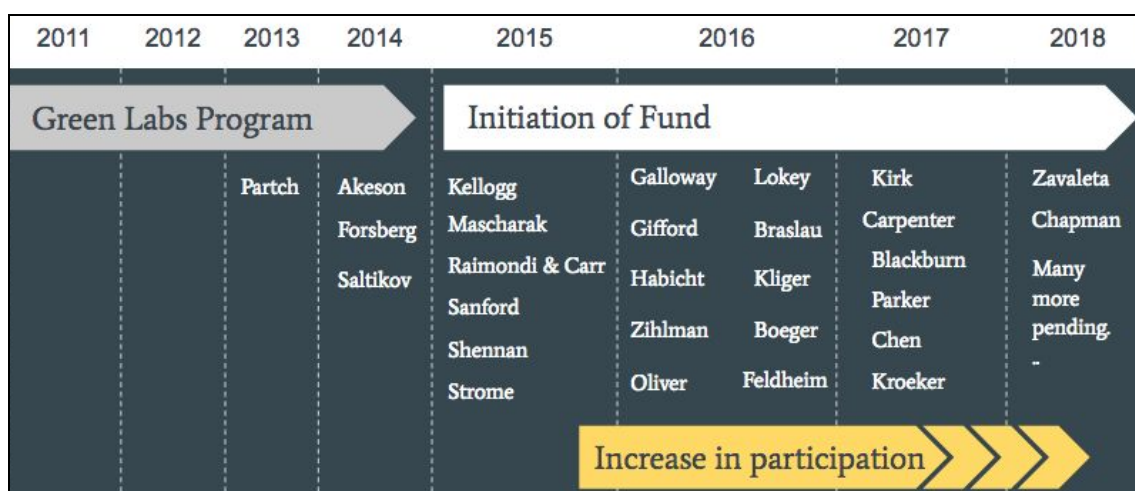 2011 2012 2013 2014 2015 2016 2017 2018
Green Labs Program
Initiation of Fund
Partch
Akeson
Forsberg
Saltikov
Kellogg
Mascharak
Raimondi & Carr
Sanford
Shennan
Strome
Galloway
Gifford
Habicht
Zihlman
Oliver
Lokey
Braslau
Kliger
Boeger
Feldheim
Kirk
Carpenter
Blackburn
Parker
Chen
Kroeker
Zavaleta
Chapman
Many
more
pending.
..
Increase in participation